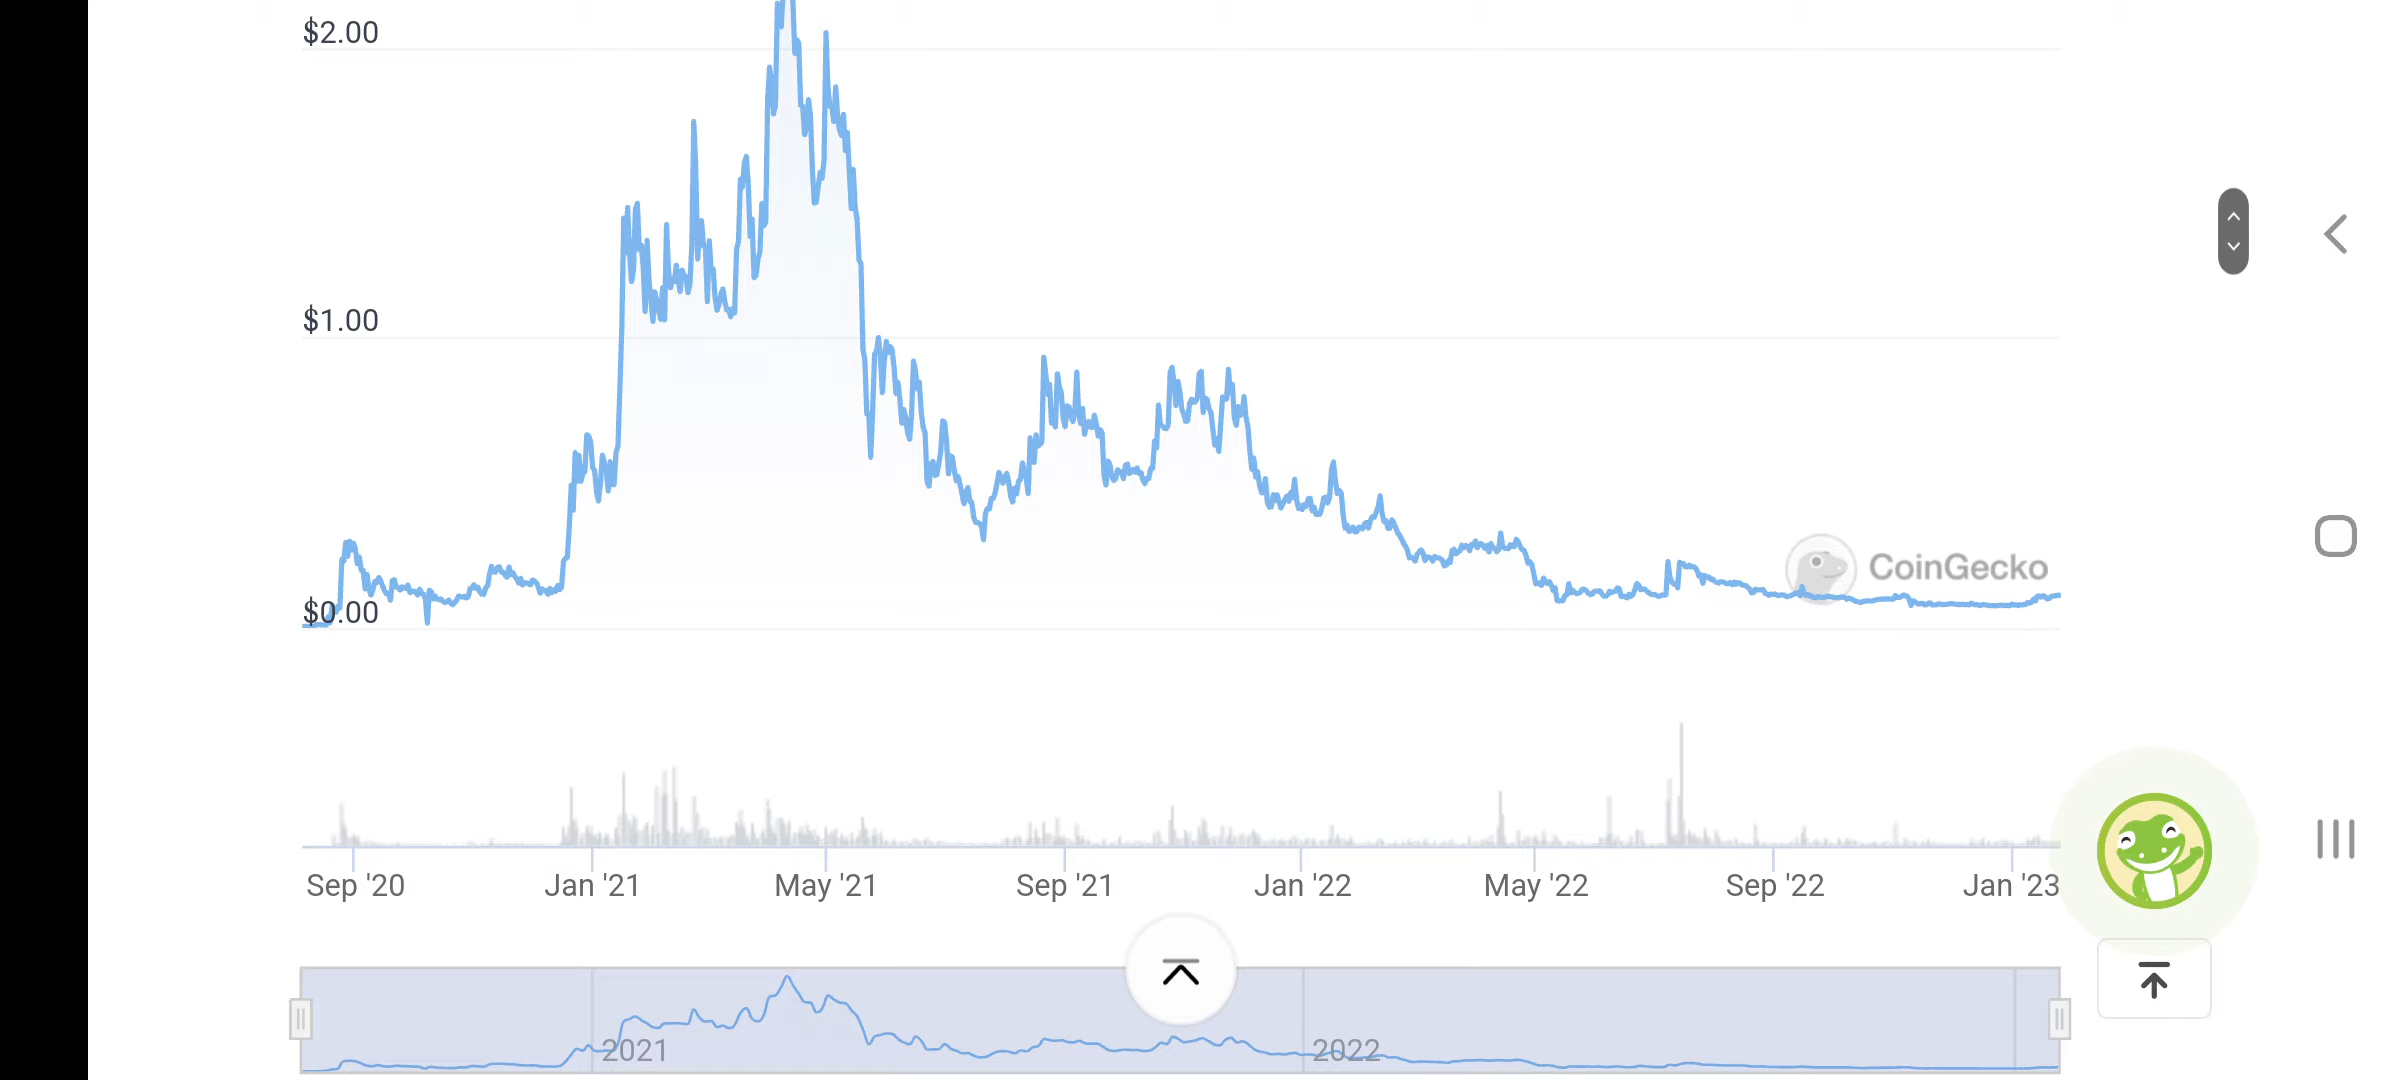 $2.00
$1.00
$0.00
CoinGecko
Sep '20 Jan '21 May '21 Sep '21 Jan '22 May '22 Sep '22 Jan '23
2021 2022